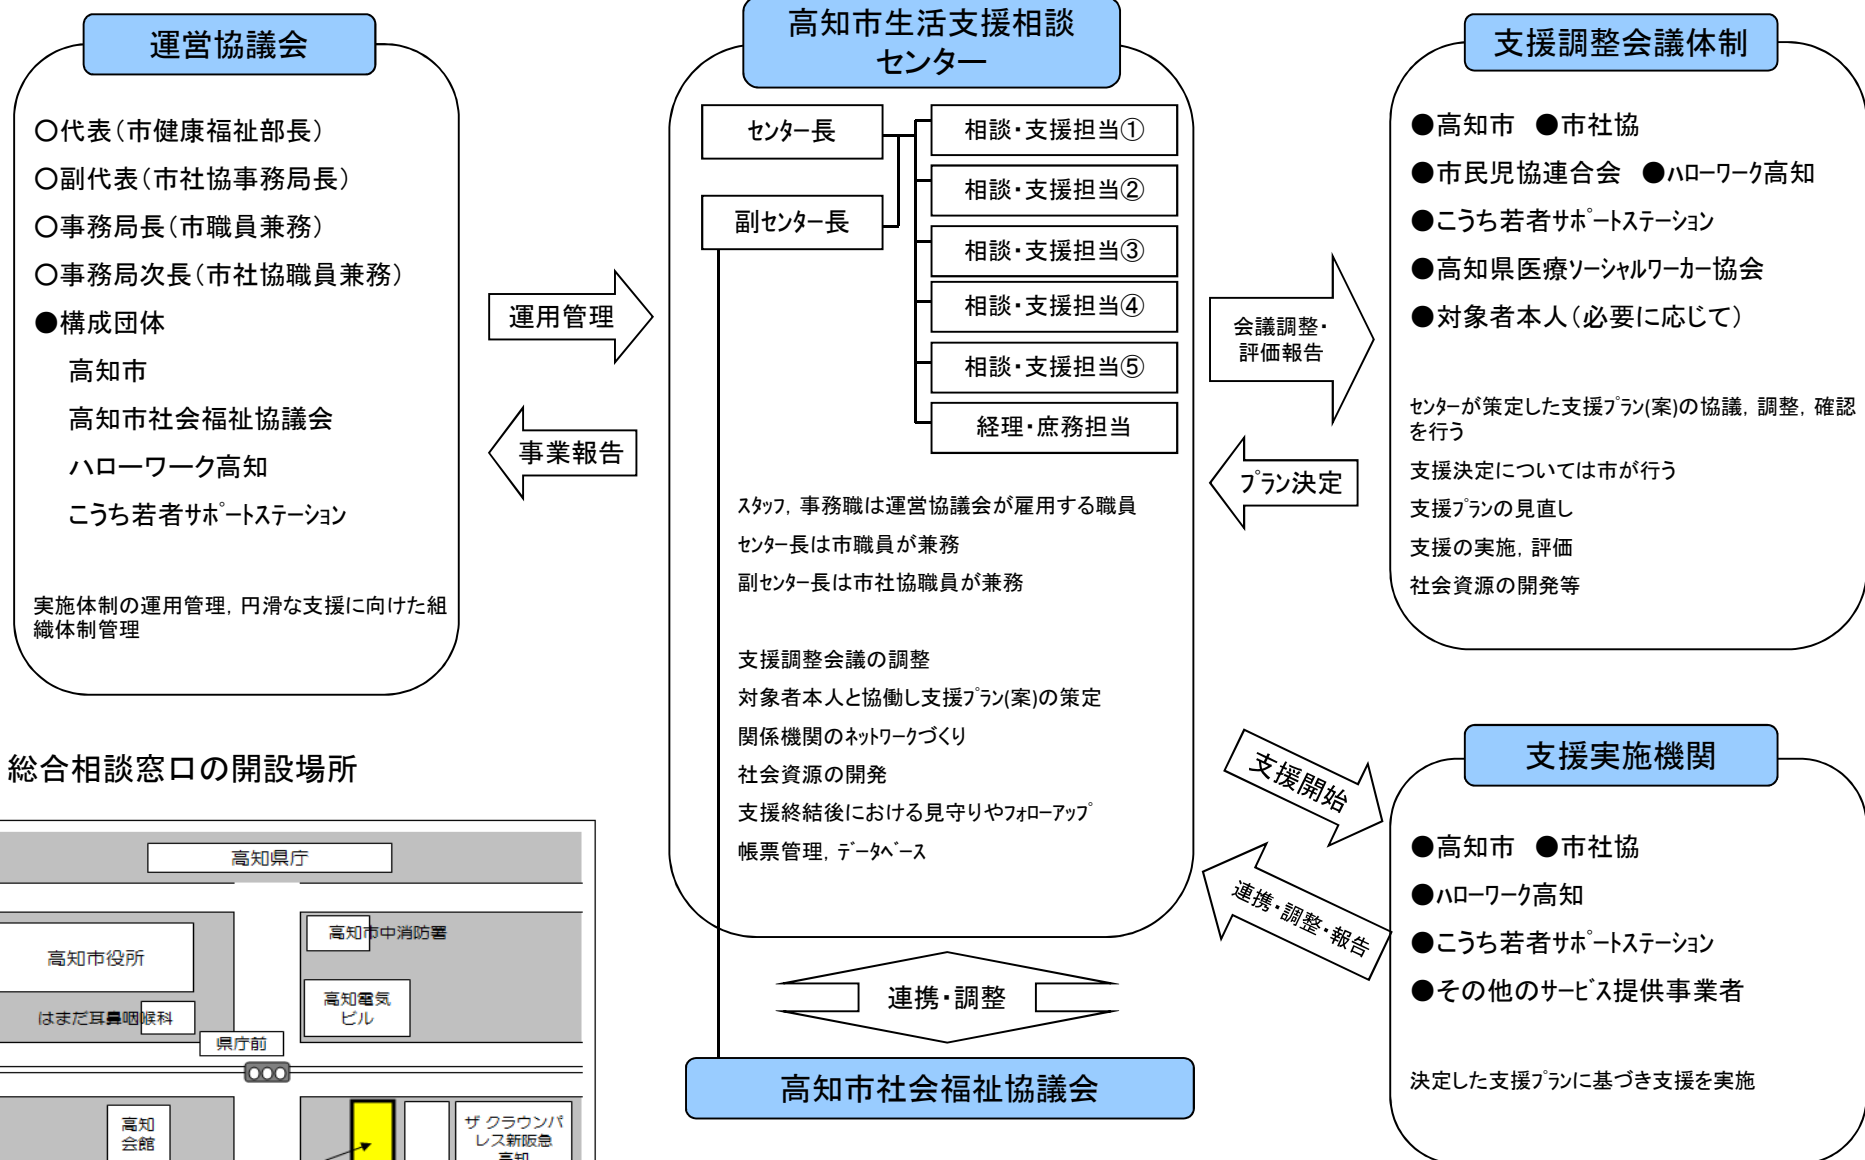 運営協議会
〇代表(市健康福祉部長)
〇副代表(市社協事務局長)
〇事務局長(市職員兼務)
〇事務局次長(市社協職員兼務)
●構成団体
高知市
高知市社会福祉協議会
ハローワーク高知
こうち若者ｻﾎﾟｰﾄｽﾃｰｼｮﾝ
実施体制の運用管理，円滑な支援に向けた組
織体制管理
運用管理
事業報告
高知市生活支援相談
センター
ｾﾝﾀｰ長
副ｾﾝﾀｰ長
相談・支援担当①
相談・支援担当②
相談・支援担当③
相談・支援担当④
相談・支援担当⑤
経理・庶務担当
ｽﾀｯﾌ，事務職は運営協議会が雇用する職員
ｾﾝﾀｰ長は市職員が兼務
副ｾﾝﾀｰ長は市社協職員が兼務
支援調整会議の調整
対象者本人と協働し支援ﾌﾟﾗﾝ(案)の策定
関係機関のﾈｯﾄﾜｰｸづくり
社会資源の開発
支援終結後における見守りやﾌｫﾛｰｱｯﾌﾟ
帳票管理，ﾃﾞｰﾀﾍﾞｰｽ
連携・調整
高知市社会福祉協議会
会議調整・
評価報告
ﾌﾟﾗﾝ決定
支援調整会議体制
●高知市　●市社協
●市民児協連合会　●ﾊﾛｰﾜｰｸ高知
●こうち若者ｻﾎﾟｰﾄｽﾃｰｼｮﾝ
●高知県医療ｿｰｼｬﾙﾜｰｶｰ協会
●対象者本人(必要に応じて)
ｾﾝﾀｰが策定した支援ﾌﾟﾗﾝ(案)の協議，調整，確認
を行う
支援決定については市が行う
支援ﾌﾟﾗﾝの見直し
支援の実施，評価
社会資源の開発等
支援開始
連携・調整・報告
支援実施機関
●高知市　●市社協
●ﾊﾛｰﾜｰｸ高知
●こうち若者ｻﾎﾟｰﾄｽﾃｰｼｮﾝ
●その他のｻｰﾋﾞｽ提供事業者
決定した支援ﾌﾟﾗﾝに基づき支援を実施
総合相談窓口の開設場所
高知県庁
高知市役所
高知市中消防署
はまだ耳鼻咽喉科
高知電気
ビル
県庁前
高知
会館
ザ クラウンパ
レス新阪急
高知